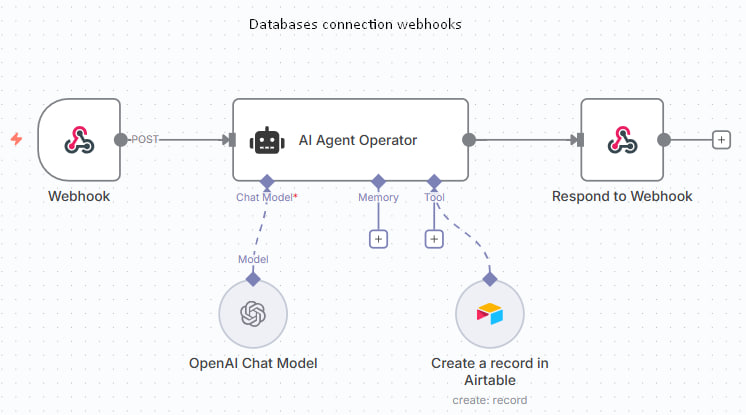 Databases connection webhooks
POST
AI Agent Operator
Webhook
Chat Model*
Memory
Tool
Respond to Webhook
Model
OpenAI Chat Model
Create a record in
Airtable
create: record